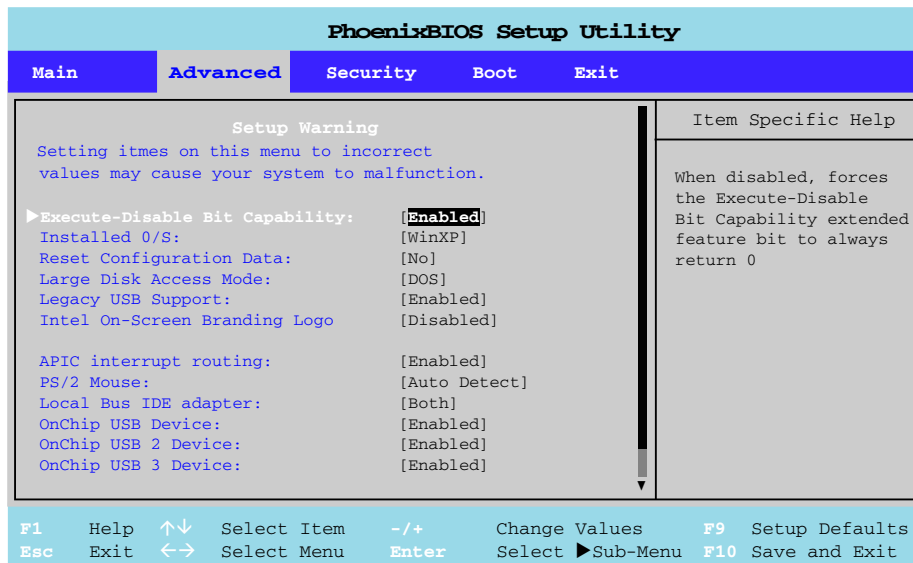 PhoenixBIOS Setup Utility
Main Advanced Security Boot Exit
Setup Warning
Setting itmes on this menu to incorrect
values may cause your system to malfunction.
▶Execute-Disable Bit Capability: [Enabled]
Installed 0/S: [WinXP]
Reset Configuration Data: [No]
Large Disk Access Mode: [DOS]
Legacy USB Support: [Enabled]
Intel On-Screen Branding Logo [Disabled]
APIC interrupt routing: [Enabled]
PS/2 Mouse: [Auto Detect]
Local Bus IDE adapter: [Both]
OnChip USB Device: [Enabled]
OnChip USB 2 Device: [Enabled]
OnChip USB 3 Device: [Enabled]
Item Specific Help
When disabled, forces
the Execute-Disable
Bit Capability extended
feature bit to always
return 0
F1 Help ↑↓ Select Item -/+ Change Values F9 Setup Defaults
Esc Exit ←→ Select Menu Enter Select ▶Sub-Menu F10 Save and Exit